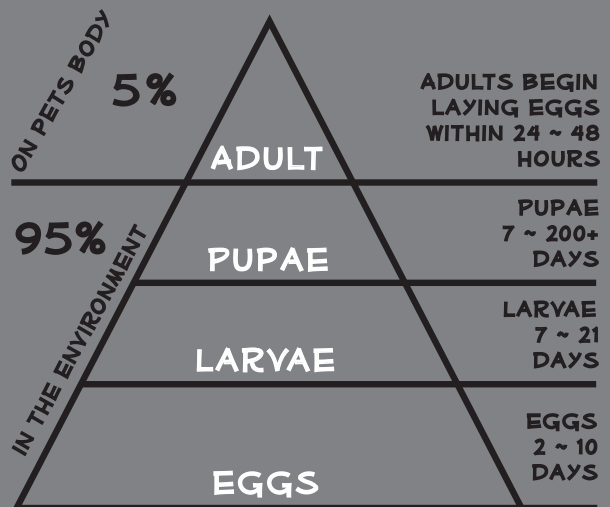 ON PETS BODY
5%
ADULT
ADULTS BEGIN
LAYING EGGS
WITHIN 24 ~ 48
HOURS
95%
IN THE ENVIRONMENT
PUPAE
PUPAE
7 ~ 200+
DAYS
LARVAE
LARVAE
7 ~ 21
DAYS
EGGS
EGGS
2 ~ 10
DAYS